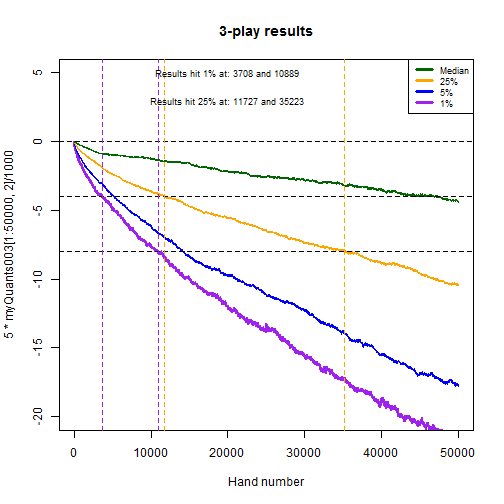 3-play results
Results hit 1% at: 3708 and 10889
Results hit 25% at: 11727 and 35223
Median
25%
5%
1%
5 * myQuants003[1:50000, 2]/1000
5
0
-5
-10
-15
-20
0
10000
20000
30000
40000
50000
Hand number